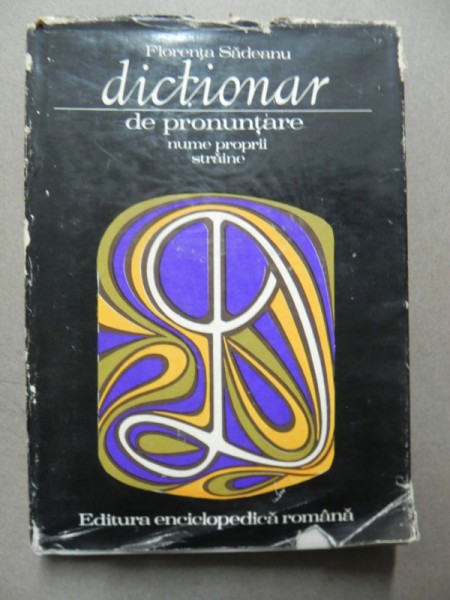 Florența Sădeanu
dicționar
de pronunțare
nume proprii
străine
Editura enciclopedică română